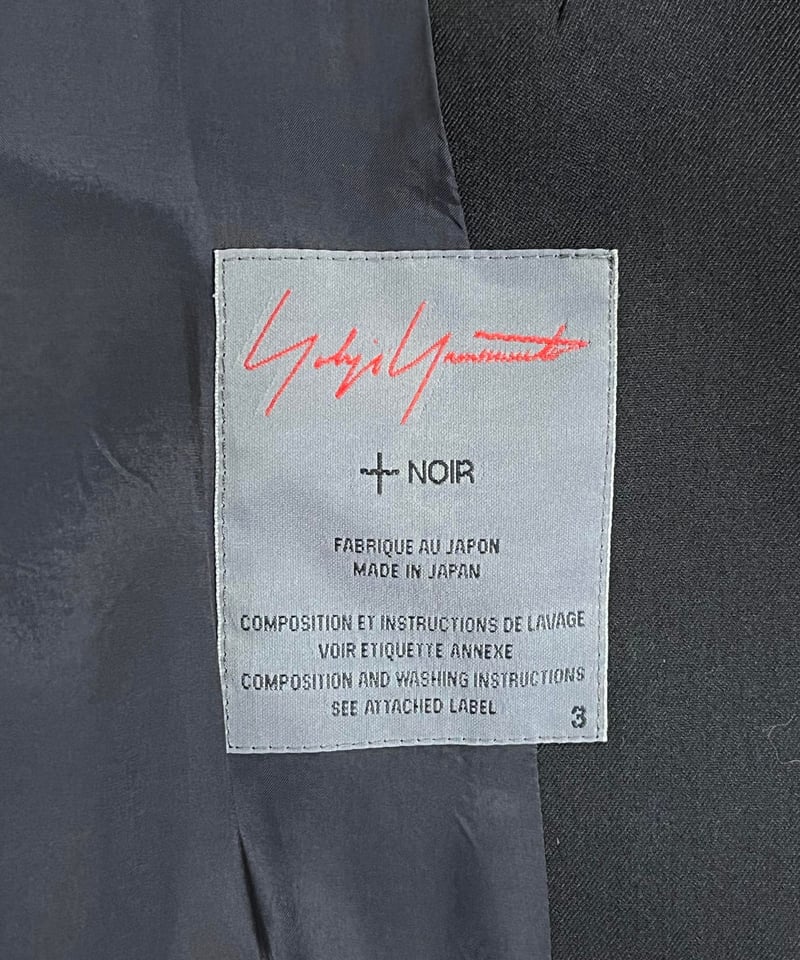 Yohji Yamamoto
+ NOIR
FABRIQUE AU JAPON
MADE IN JAPAN
COMPOSITION ET INSTRUCTIONS DE LAVAGE
VOIR ETIQUETTE ANNEXE
COMPOSITION AND WASHING INSTRUCTIONS
SEE ATTACHED LABEL
3